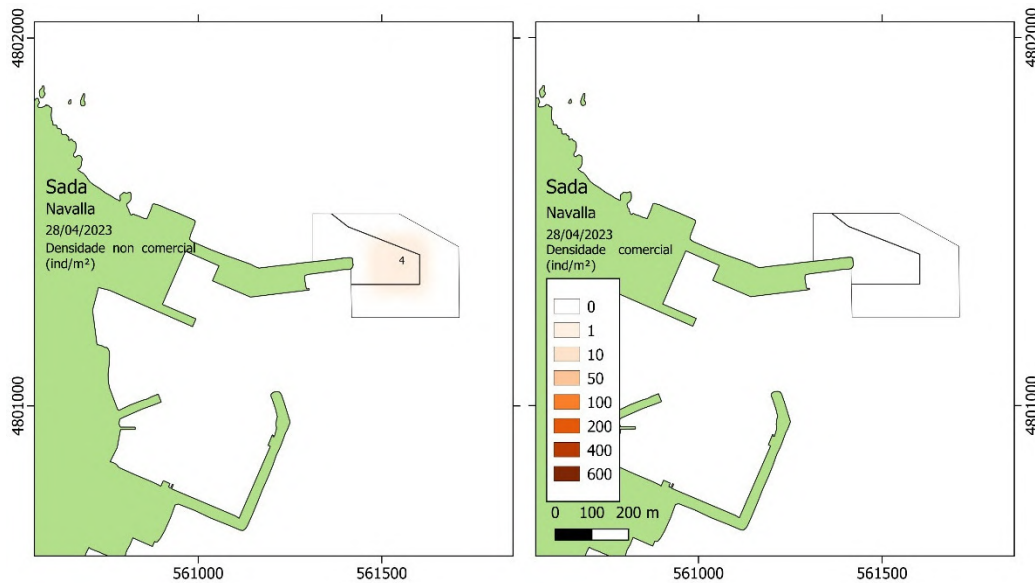 4802000
4802000
Sada
Navalla
28/04/2023
Densidade non comercial
(ind/m²)
4
Sada
Navalla
28/04/2023
Densidade comercial
(ind/m²)
0
1
10
50
100
200
400
600
0 100 200 m
4801000
4801000
561000
561500
561000
561500